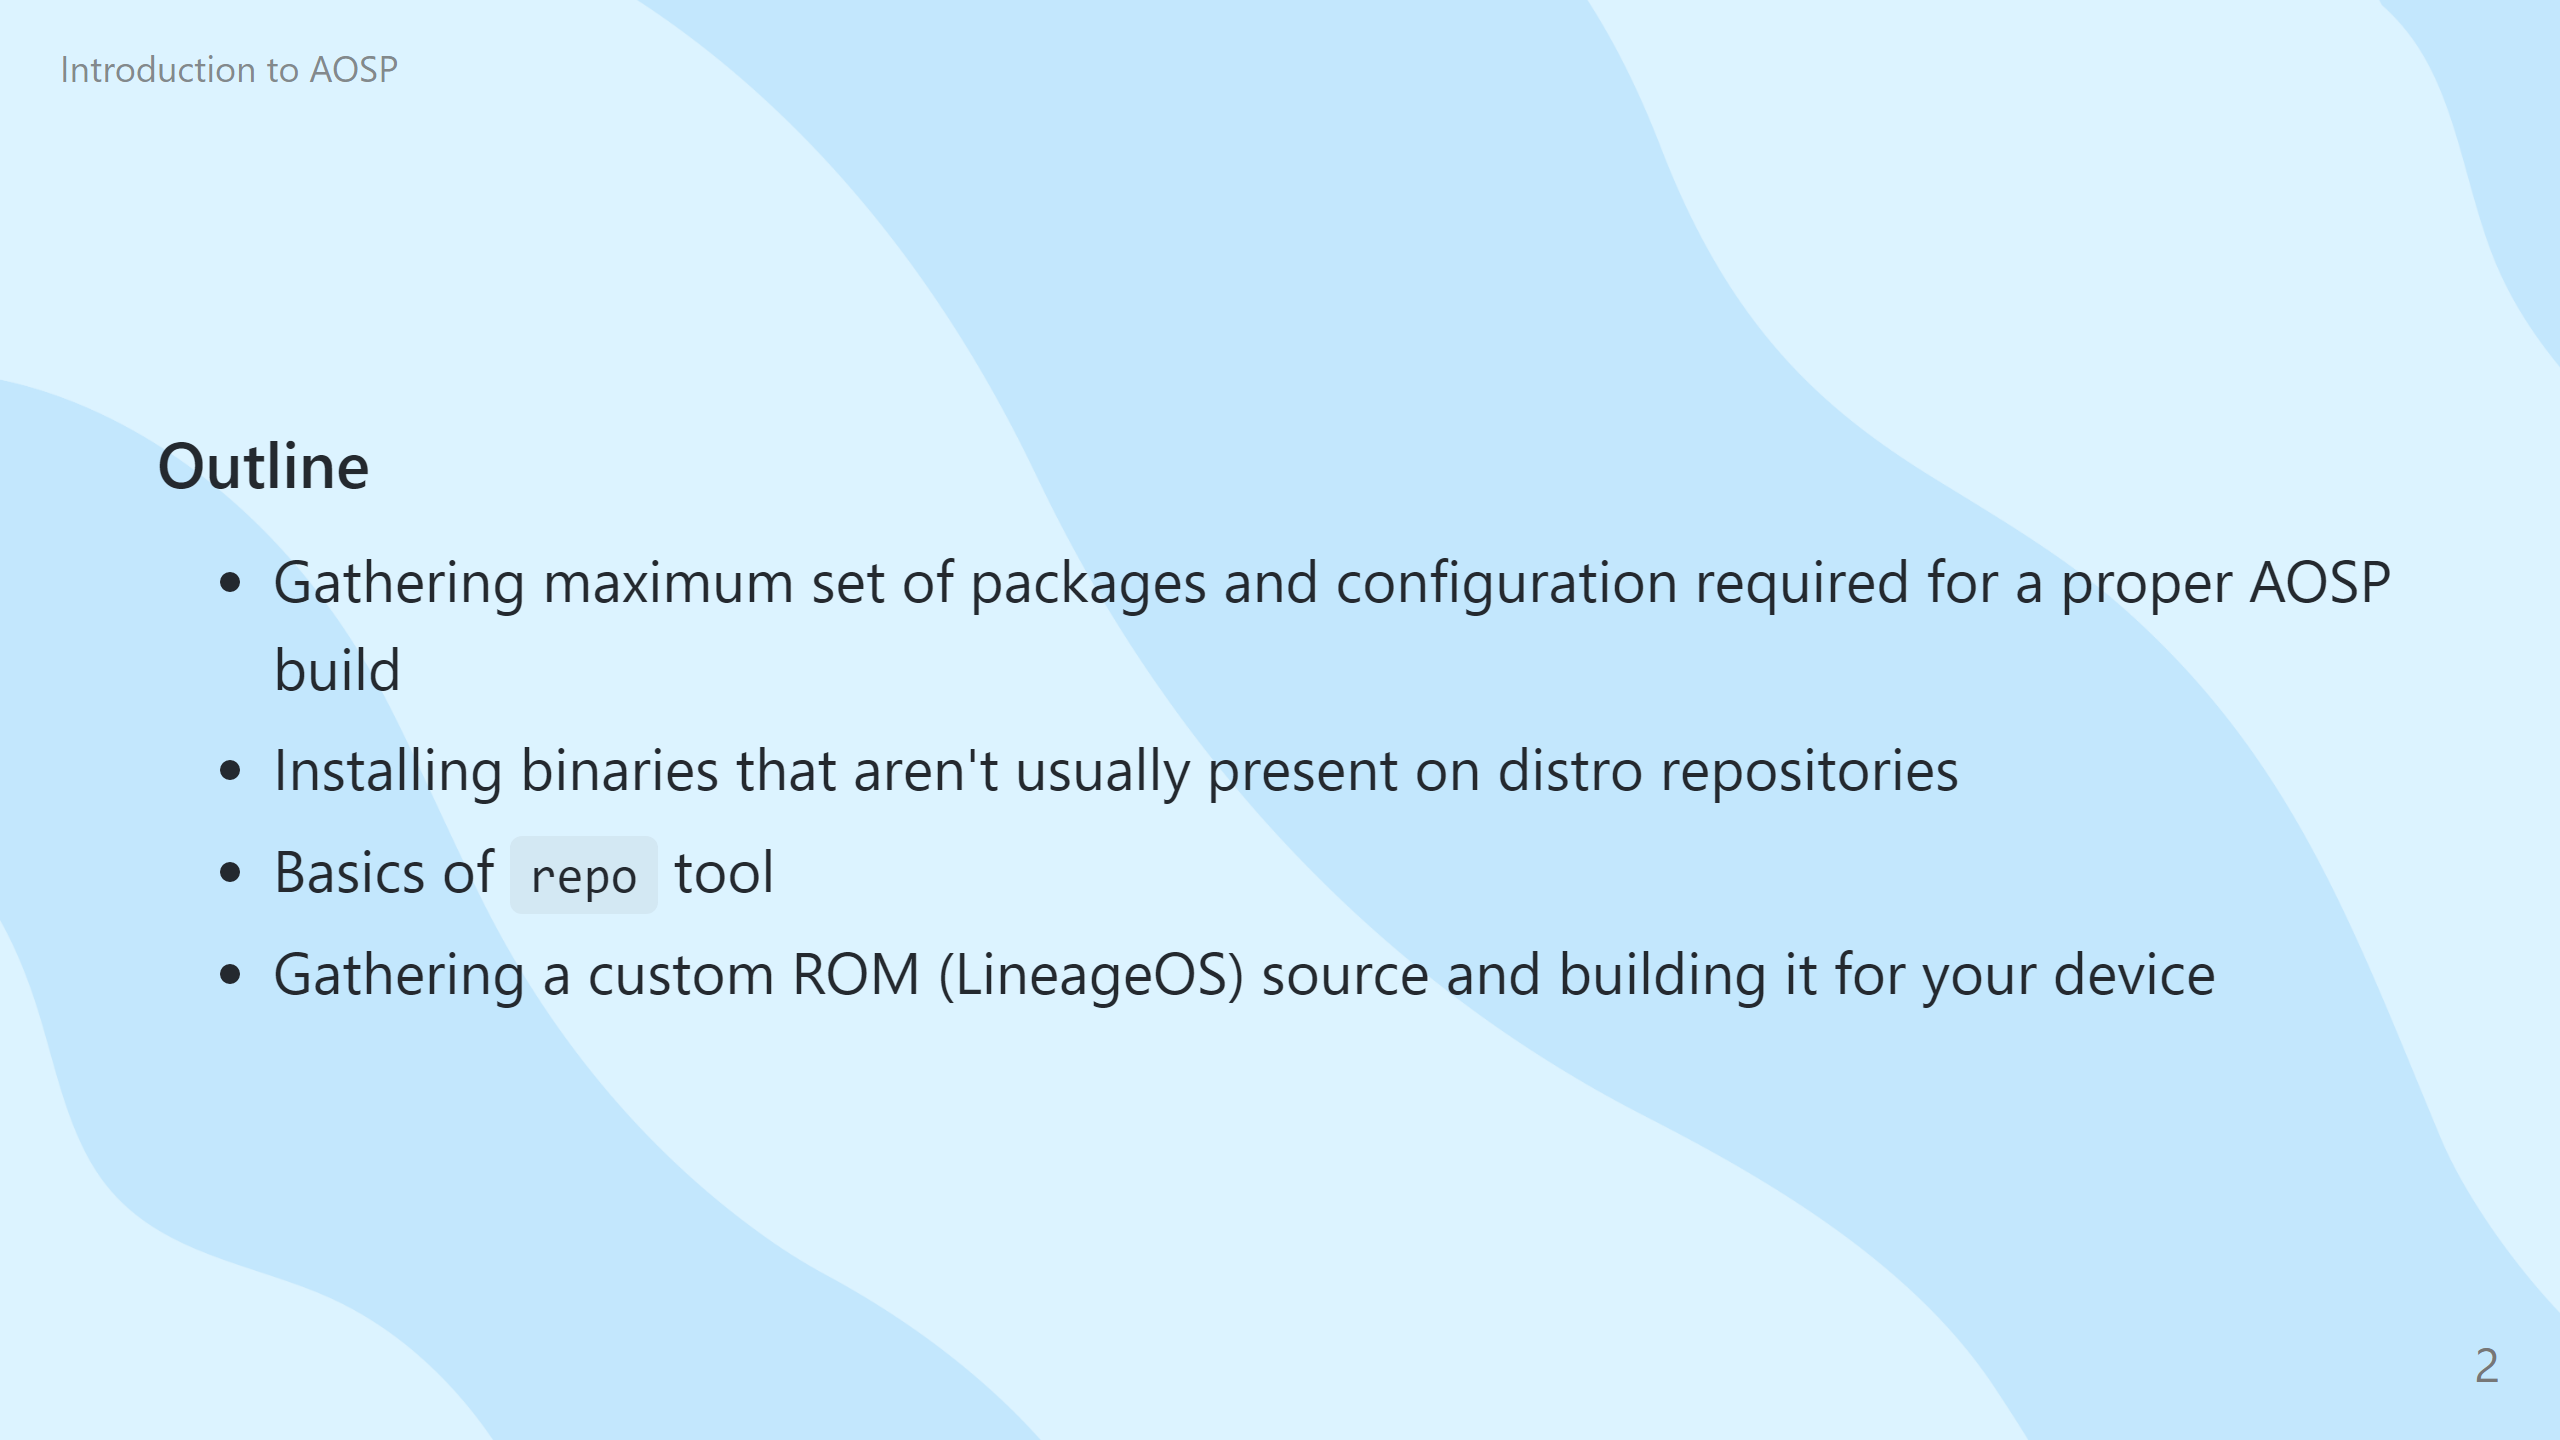 Introduction to AOSP
Outline
• Gathering maximum set of packages and configuration required for a proper AOSP
build
• Installing binaries that aren't usually present on distro repositories
• Basics of repo tool
• Gathering a custom ROM (LineageOS) source and building it for your device
2